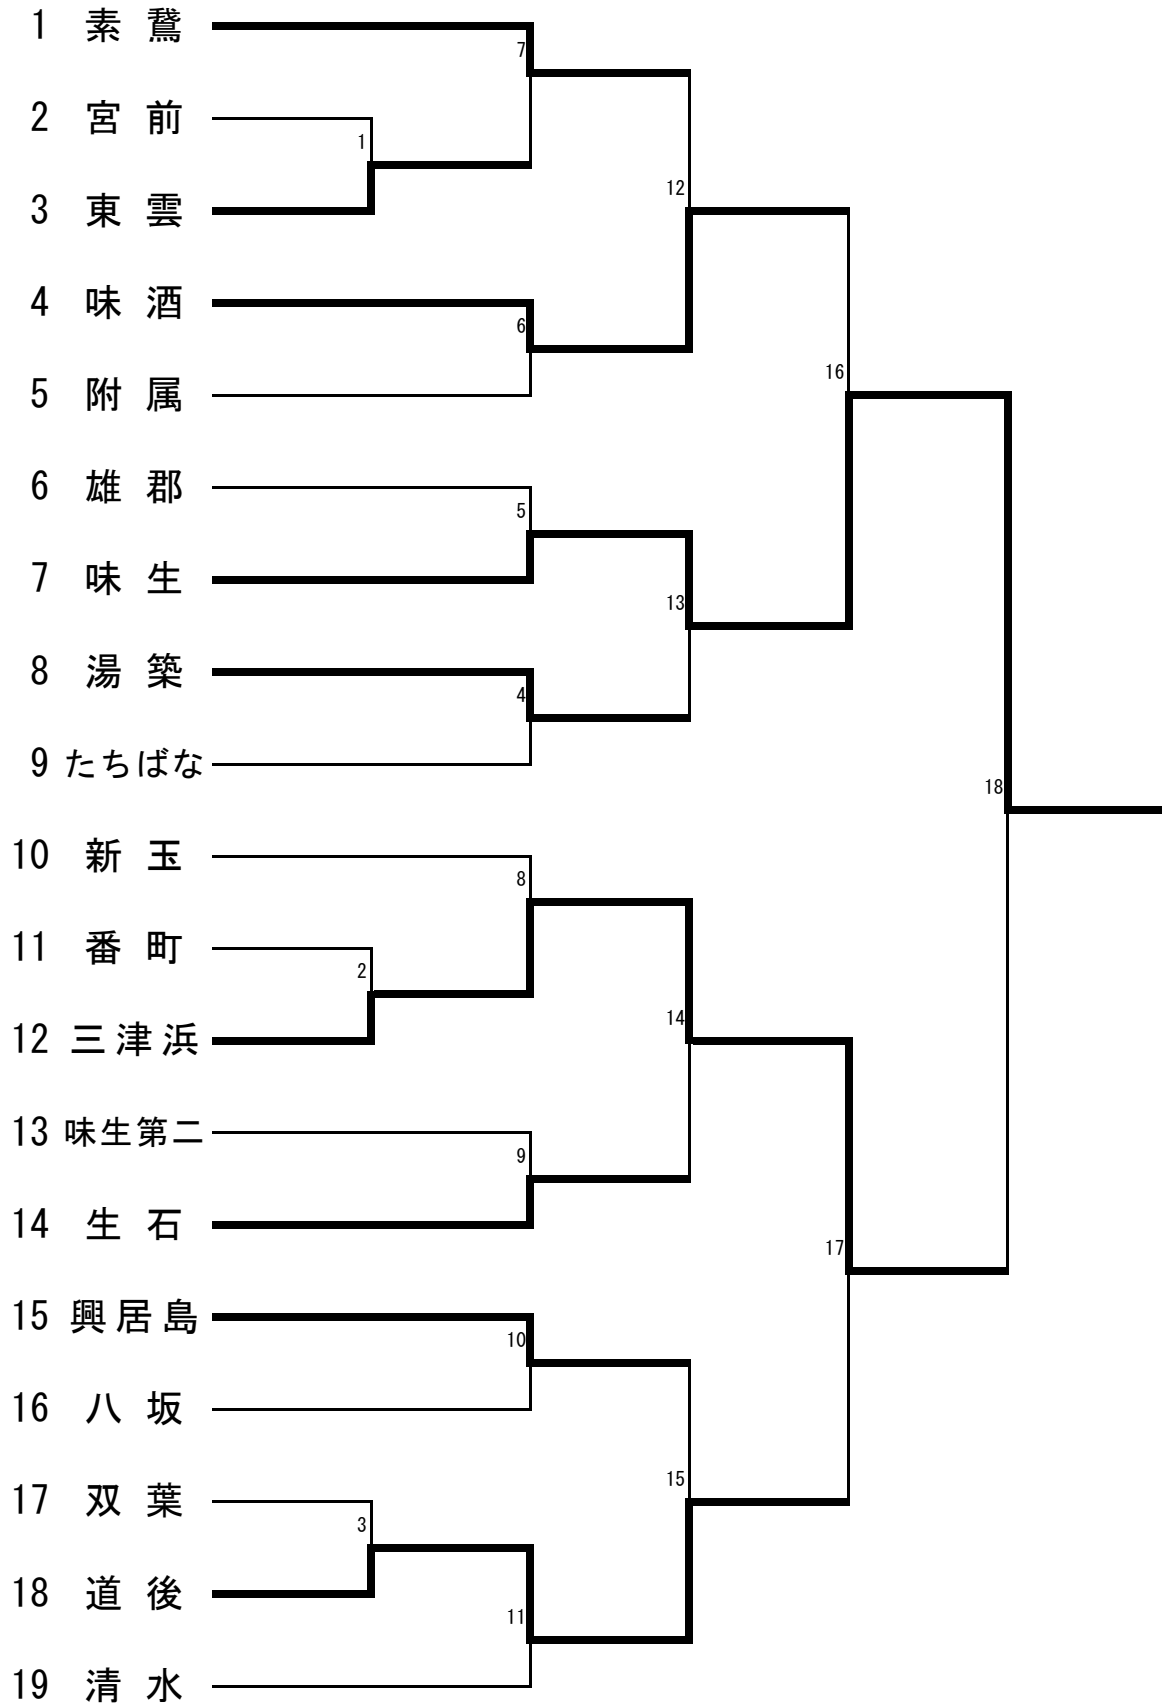 1 素鵞
7
2 宮前
1
12
3 東雲
4 味酒
6
16
5 附属
6 雄郡
5
7 味生
13
8 湯築
4
9 たちばな
18
10 新玉
8
11 番町
2
14
12 三津浜
13 味生第二
9
14 生石
17
15 興居島
10
16 八坂
15
17 双葉
3
18 道後
11
19 清水